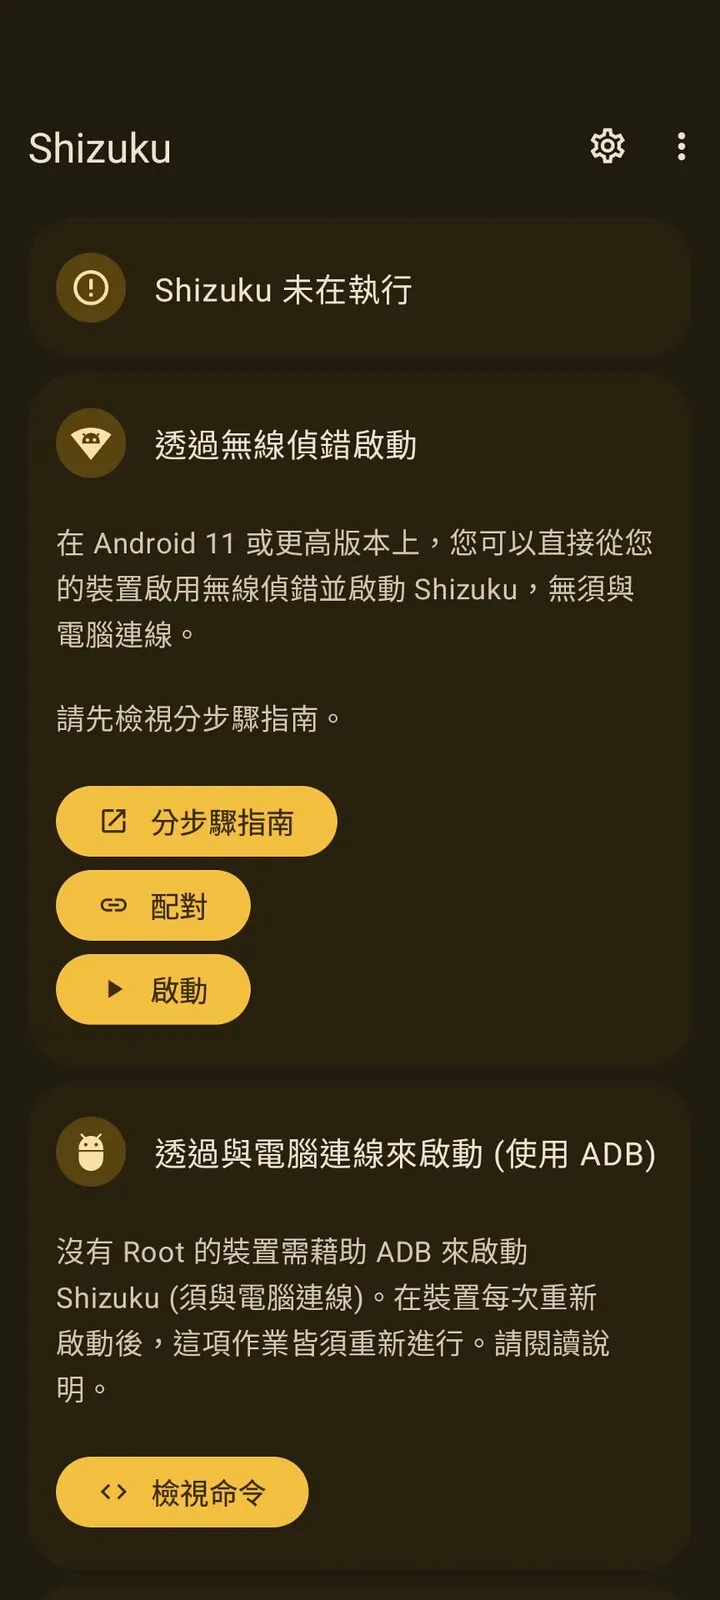 Shizuku
Shizuku 未在執行
透過無線偵錯啟動
在 Android 11 或更高版本上，您可以直接從您
的裝置啟用無線偵錯並啟動 Shizuku，無須與
電腦連線。
請先檢視分步驟指南。
分步驟指南
配對
啟動
透過與電腦連線來啟動 (使用 ADB)
沒有 Root 的裝置需藉助 ADB 來啟動
Shizuku (須與電腦連線)。在裝置每次重新
啟動後，這項作業皆須重新進行。請閱讀說
明。
檢視命令